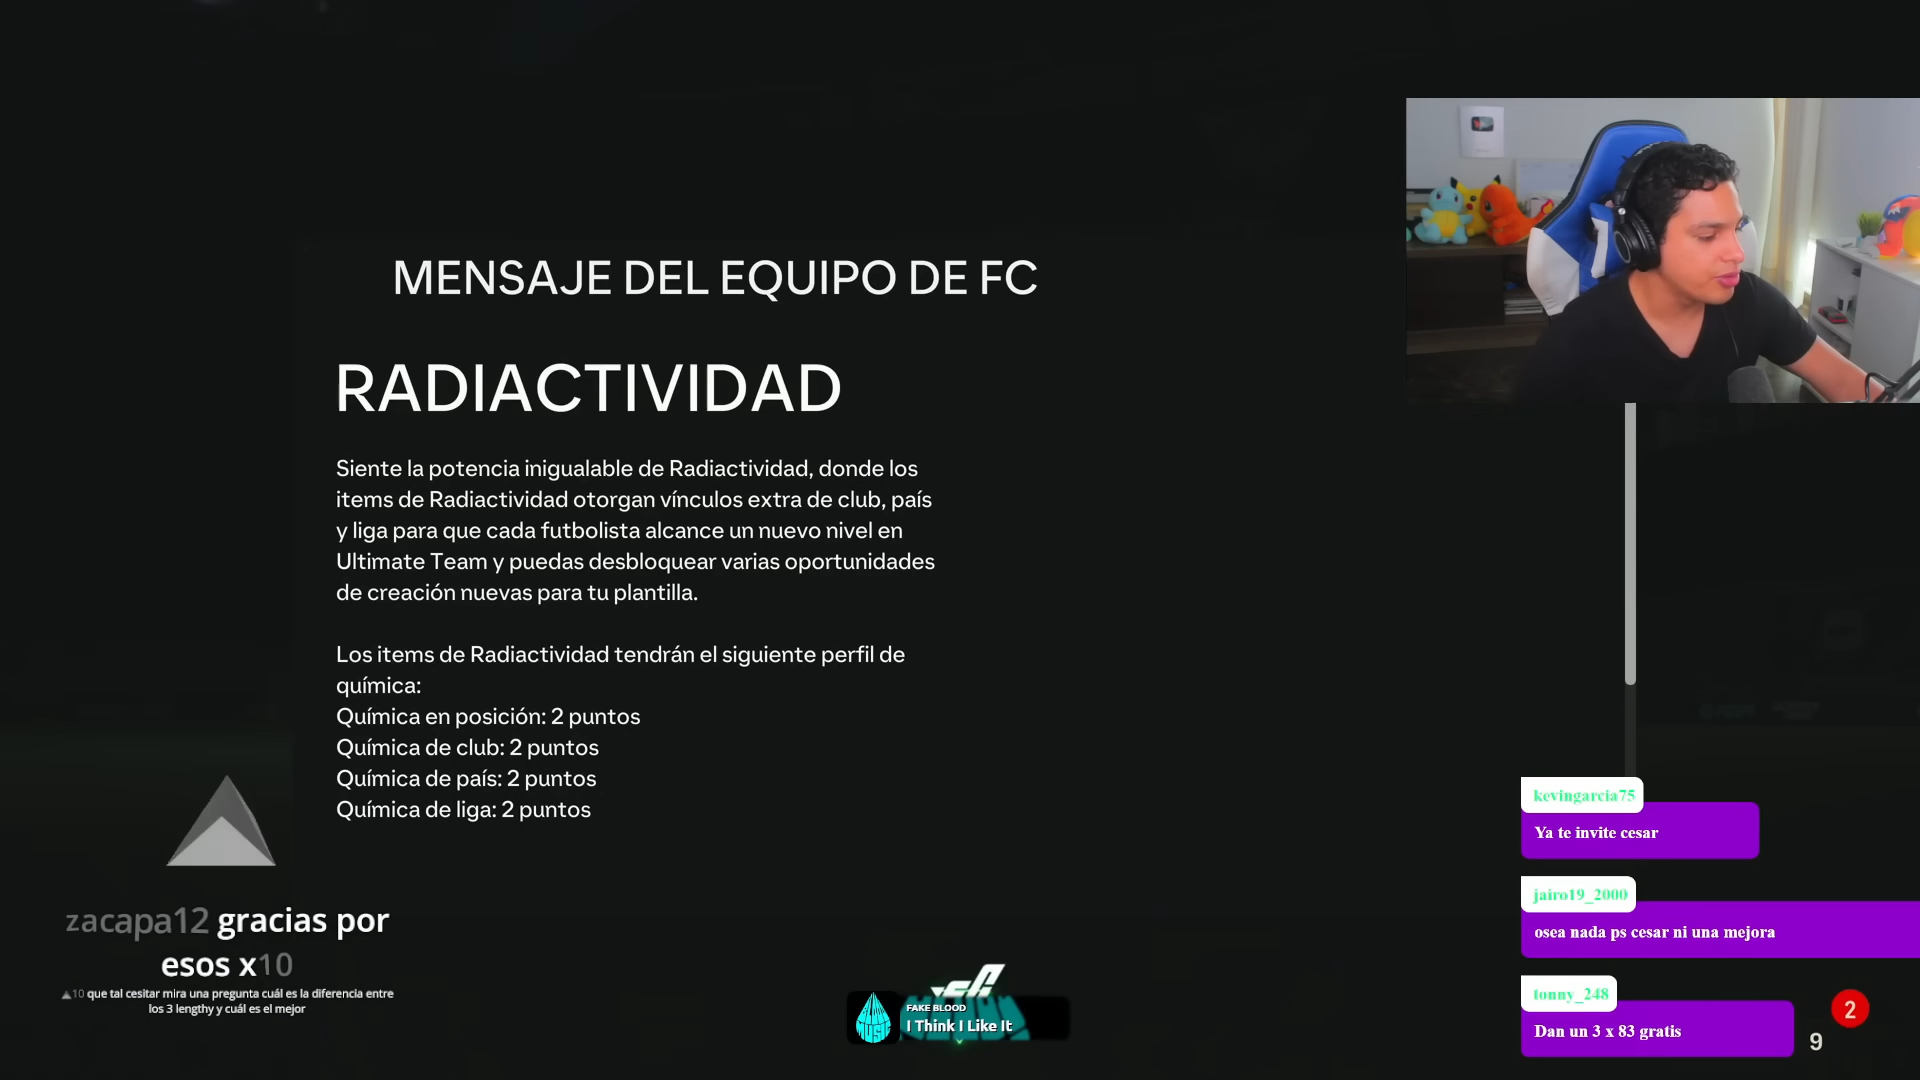 MENSAJE DEL EQUIPO DE FC
RADIACTIVIDAD
Siente la potencia inigualable de Radiactividad, donde los
items de Radiactividad otorgan vínculos extra de club, país
y liga para que cada futbolista alcance un nuevo nivel en
Ultimate Team y puedas desbloquear varias oportunidades
de creación nuevas para tu plantilla.
Los items de Radiactividad tendrán el siguiente perfil de
química:
Química en posición: 2 puntos
Química de club: 2 puntos
Química de país: 2 puntos
Química de liga: 2 puntos
zacapa12 gracias por
esos x10
10 que tal cesitar mira una pregunta cuál es la diferencia entre
los 3 lengthy y cuál es el mejor
FAKE BLOOD
I Think I Like It
kevingarcia75
Ya te invite cesar
jairo19_2000
osea nada ps cesar ni una mejora
tonny_248
Dan un 3 x 83 gratis
2
9